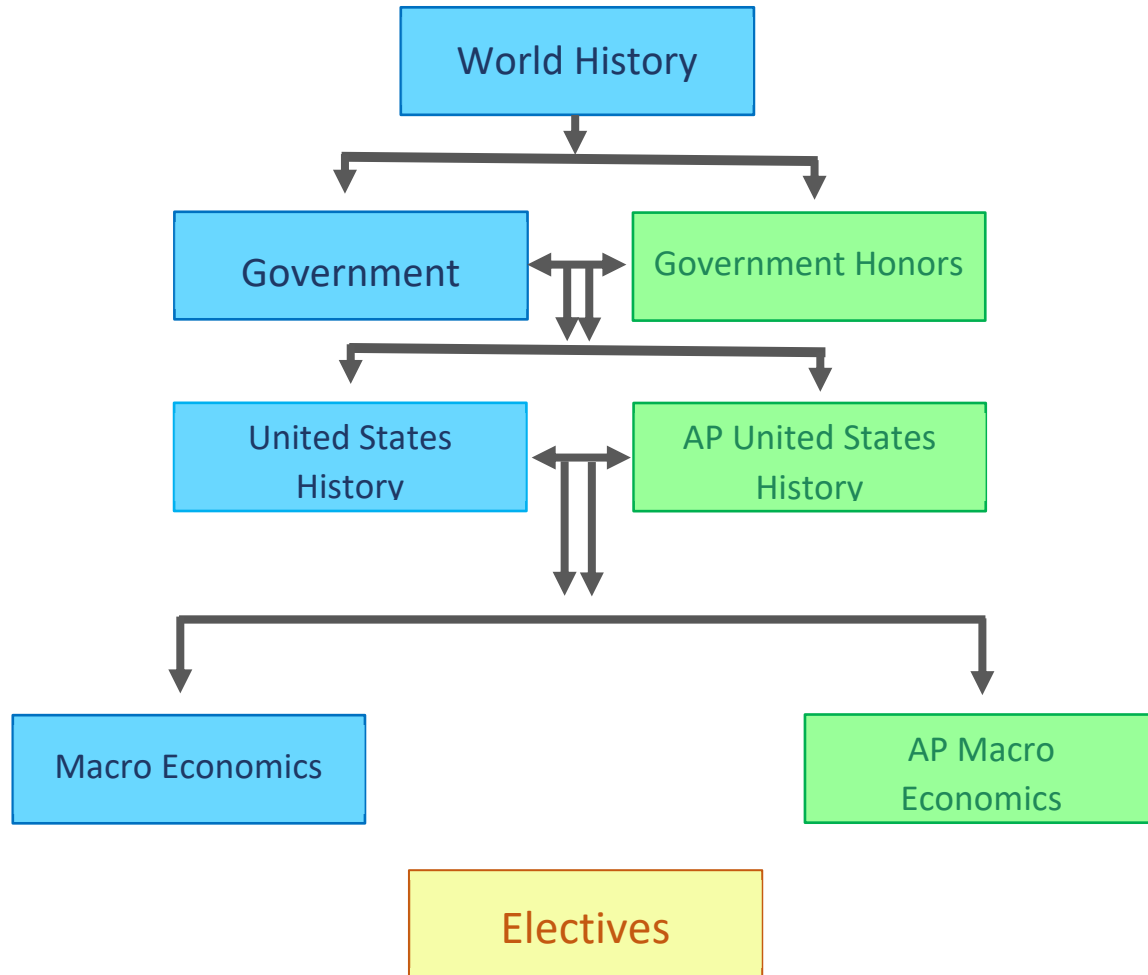 World History
Government
Government Honors
United States
History
AP United States
History
Macro Economics
AP Macro
Economics
Electives